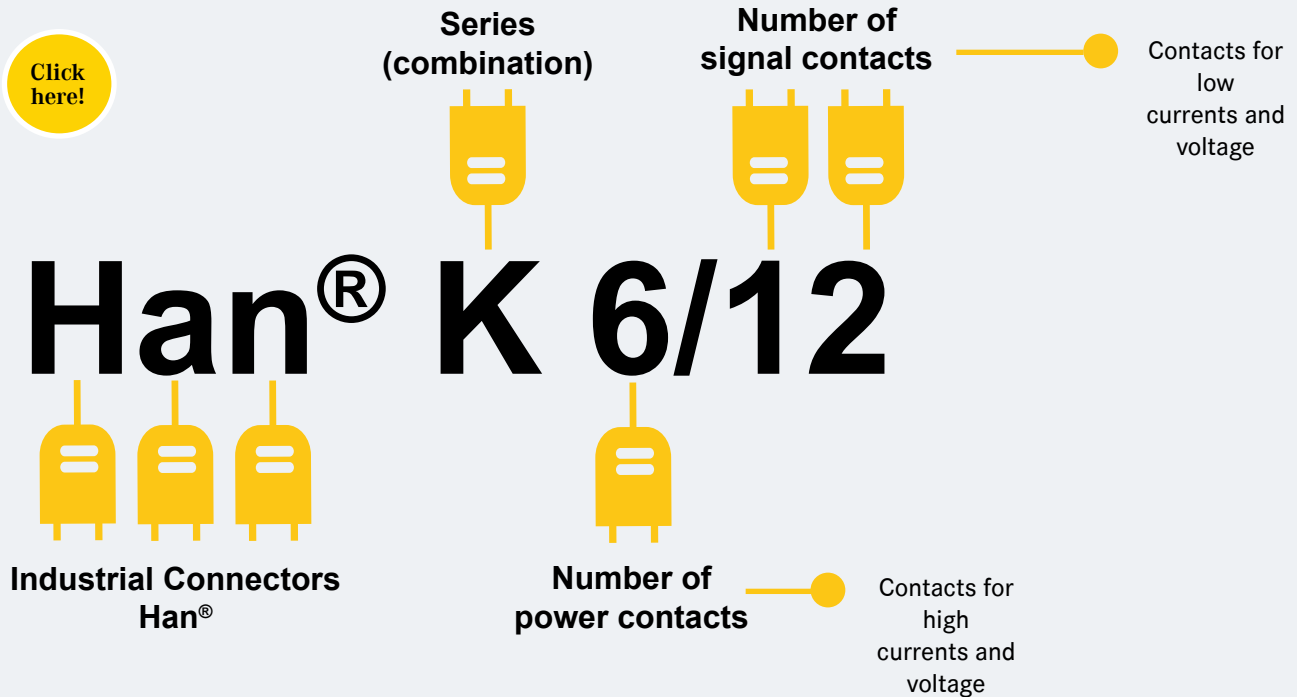 Click
here!
Series
(combination)
Number of
signal contacts
Contacts for
low
currents and
voltage
Han® K 6/12
Industrial Connectors
Han®
Number of
power contacts
Contacts for
high
currents and
voltage